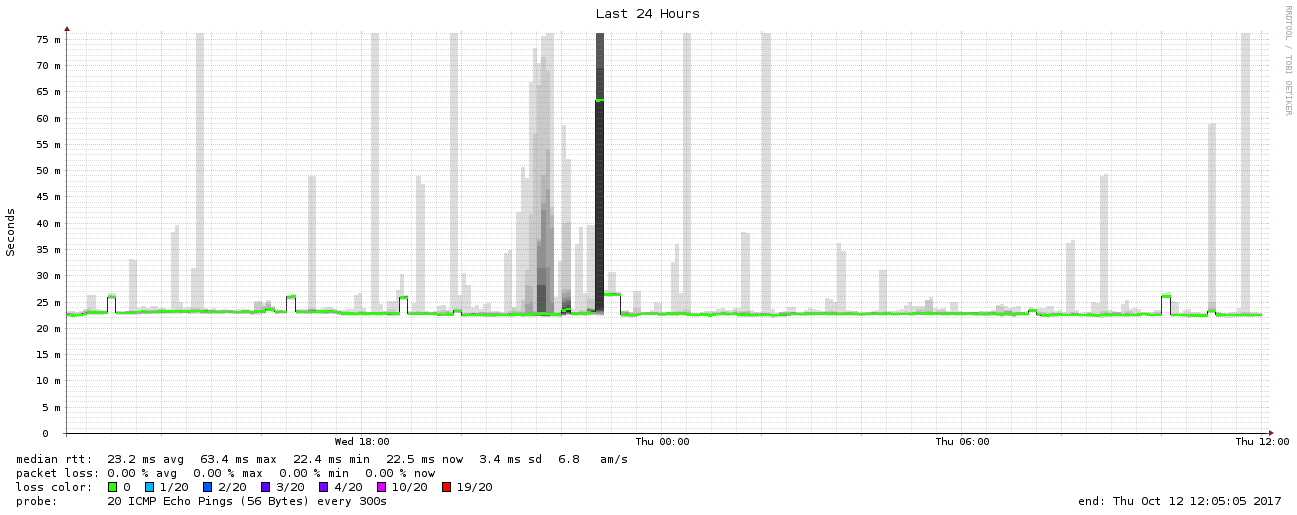 Last 24 Hours
RRDTOOL / TOBI OETIKER
Seconds
75 m
70 m
65 m
60 m
55 m
50 m
45 m
40 m
35 m
30 m
25 m
20 m
15 m
10 m
5 m
0
Wed 18:00 Thu 00:00 Thu 06:00 Thu 12:00
median rtt: 23.2 ms avg 63.4 ms max 22.4 ms min 22.5 ms now 3.4 ms sd 6.8 am/s
packet loss: 0.00 % avg 0.00 % max 0.00 % min 0.00 % now
loss color: 0 1/20 2/20 3/20 4/20 10/20 19/20
probe: 20 ICMP Echo Pings (56 Bytes) every 300s end: Thu Oct 12 12:05:05 2017